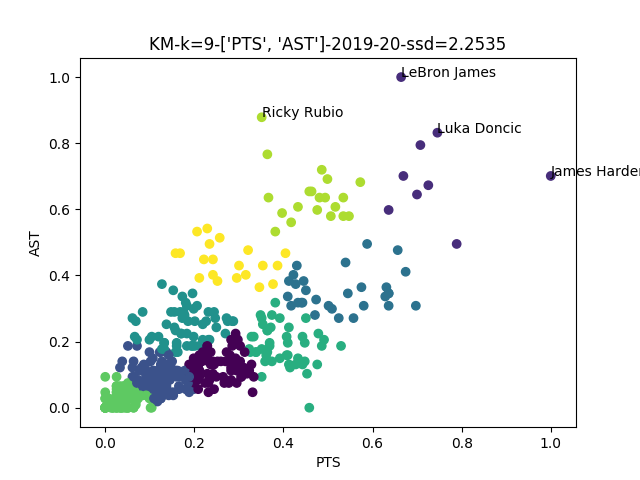 KM-k=9-['PTS', 'AST']-2019-20-ssd=2.2535
1.0
LeBron James
Ricky Rubio
Luka Doncic
0.8
James Harden
0.6
AST
0.4
0.2
0.0
0.0 0.2 0.4 0.6 0.8 1.0
PTS